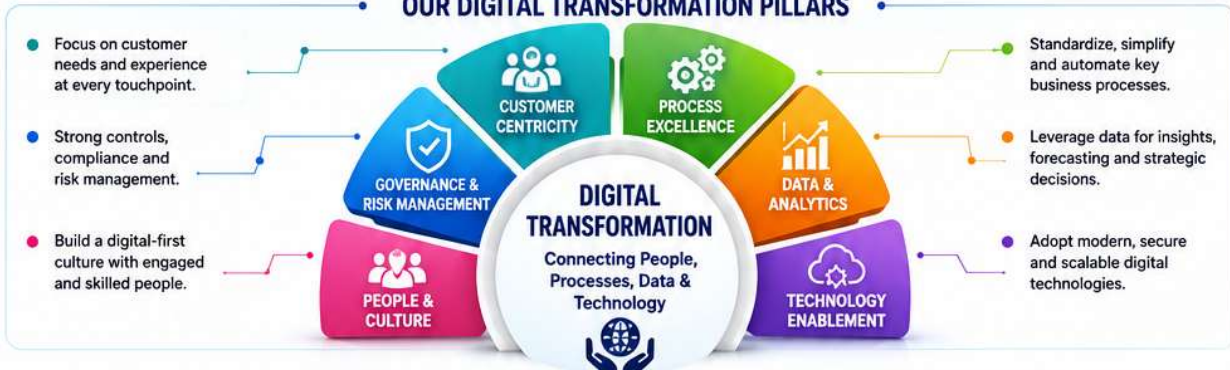 OUR DIGITAL TRANSFORMATION PILLARS
Focus on customer
needs and experience
at every touchpoint.
Strong controls,
compliance and
risk management.
Build a digital-first
culture with engaged
and skilled people.
CUSTOMER
CENTRICITY
PROCESS
EXCELLENCE
GOVERNANCE &
RISK MANAGEMENT
DATA &
ANALYTICS
PEOPLE &
CULTURE
TECHNOLOGY
ENABLEMENT
DIGITAL
TRANSFORMATION
Connecting People,
Processes, Data &
Technology
Standardize, simplify
and automate key
business processes.
Leverage data for insights,
forecasting and strategic
decisions.
Adopt modern, secure
and scalable digital
technologies.